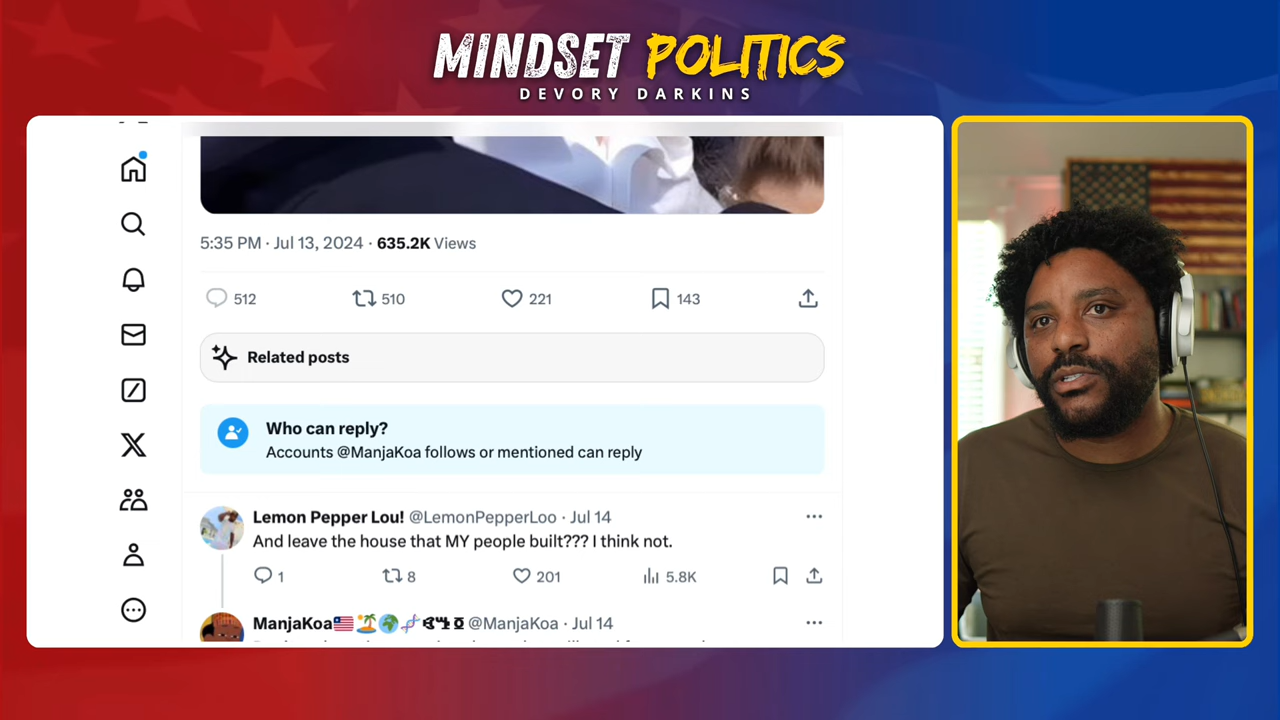 MINDSET POLITICS
DEVORY DARKINS
5:35 PM · Jul 13, 2024 · 635.2K Views
512 510 221 143
Related posts
Who can reply?
Accounts @ManjaKoa follows or mentioned can reply
Lemon Pepper Lou! @LemonPepperLoo · Jul 14
And leave the house that MY people built??? I think not.
1 8 201 5.8K
ManjaKoa @ManjaKoa · Jul 14